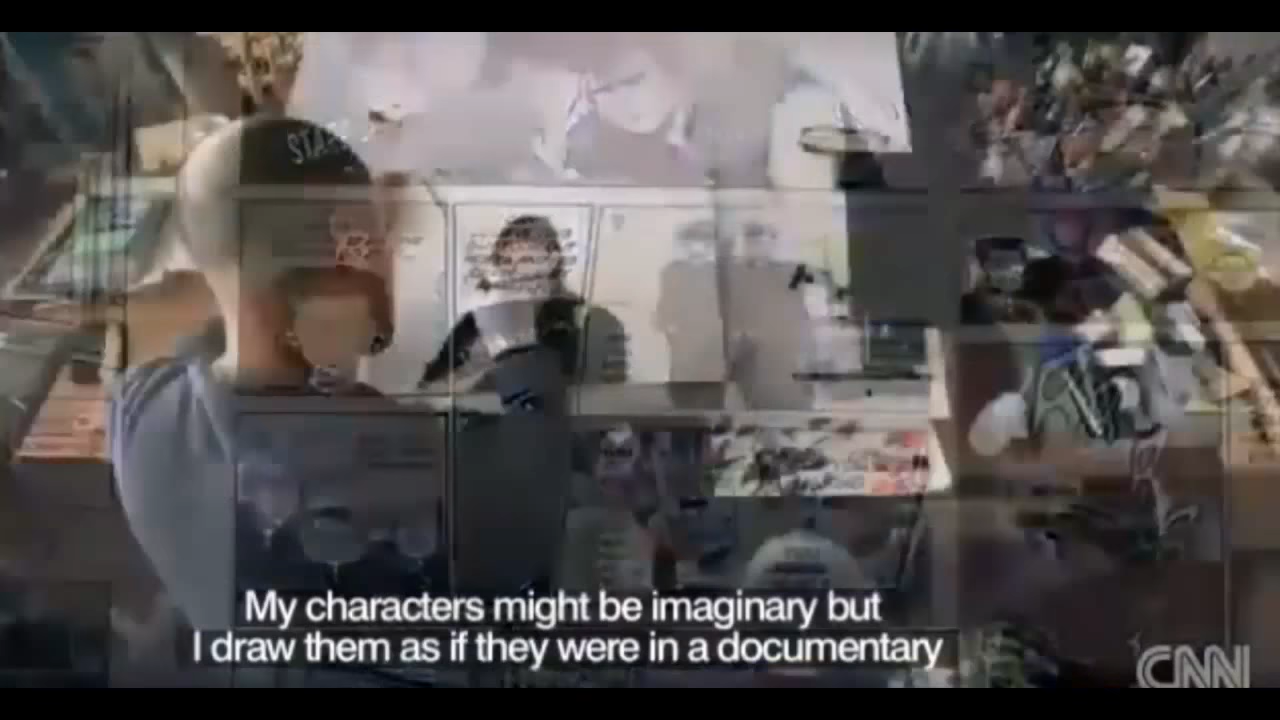 My characters might be imaginary but
I draw them as if they were in a documentary
CNN